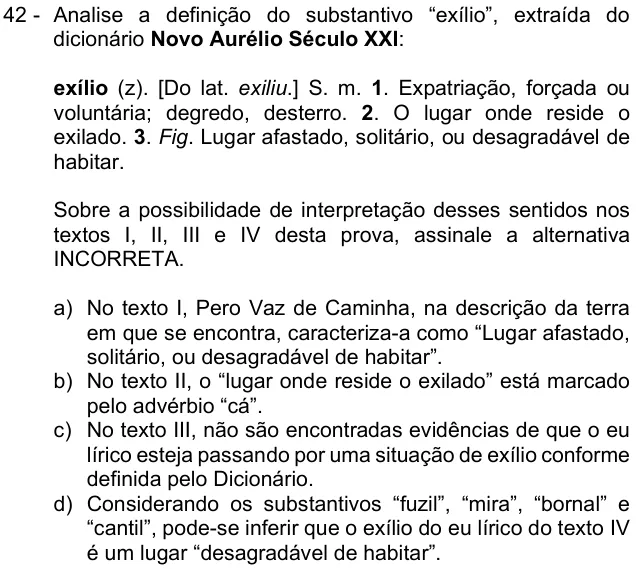 42 - Analise a definição do substantivo “exílio”, extraída do
dicionário Novo Aurélio Século XXI:
exílio (z). [Do lat. exiliu.] S. m. 1. Expatriação, forçada ou
voluntária; degredo, desterro. 2. O lugar onde reside o
exilado. 3. Fig. Lugar afastado, solitário, ou desagradável de
habitar.
Sobre a possibilidade de interpretação desses sentidos nos
textos I, II, III e IV desta prova, assinale a alternativa
INCORRETA.
a) No texto I, Pero Vaz de Caminha, na descrição da terra
em que se encontra, caracteriza-a como “Lugar afastado,
solitário, ou desagradável de habitar”.
b) No texto II, o “lugar onde reside o exilado” está marcado
pelo advérbio “cá”.
c) No texto III, não são encontradas evidências de que o eu
lírico esteja passando por uma situação de exílio conforme
definida pelo Dicionário.
d) Considerando os substantivos “fuzil”, “mira”, “bornal” e
“cantil”, pode-se inferir que o exílio do eu lírico do texto IV
é um lugar “desagradável de habitar”.